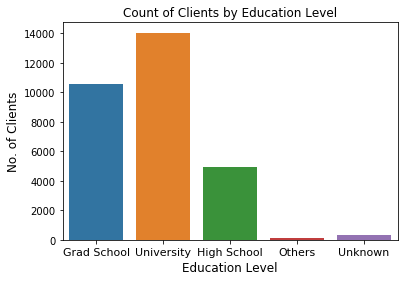 Count of Clients by Education Level
14000
12000
10000
8000
6000
4000
2000
0
No. of Clients
Grad School University High School Others Unknown
Education Level